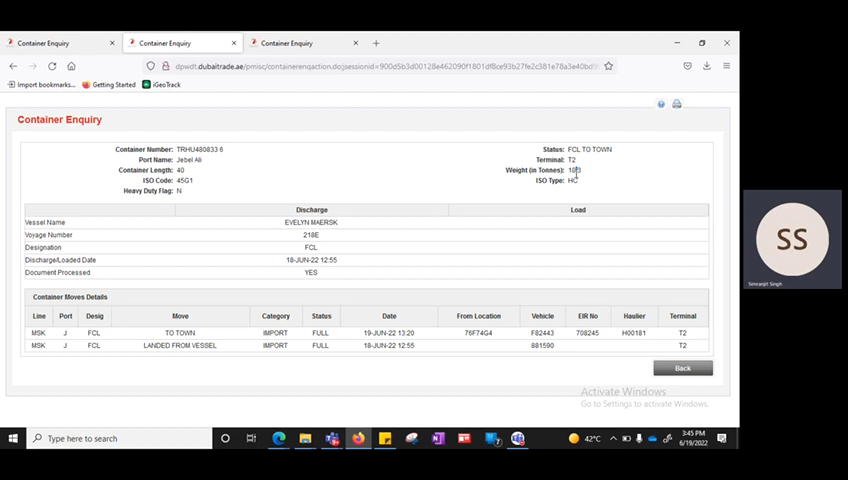 Container Enquiry
Container Enquiry
Container Enquiry
Import bookmarks...
Getting Started
iGeoTrack
Container Enquiry
Container Number: TRHU480833 6
Status: FCL TO TOWN
Port Name: Jebel Ali
Terminal: T2
Container Length: 40
Weight (in Tonnes):
ISO Code: 45G1
ISO Type: HC
Heavy Duty Flag: N
Discharge Load
Vessel Name EVELYN MAERSK
Voyage Number 218E
Designation FCL
Discharge/Loaded Date 18-JUN-22 12:55
Document Processed YES
Container Moves Details
Line Port Desig Move Category Status Date From Location Vehicle EIR No Haulier Terminal
MSK J FCL TO TOWN IMPORT FULL 19-JUN-22 13:20 76F74G4 F82443 708245 H00181 T2
MSK J FCL LANDED FROM VESSEL IMPORT FULL 18-JUN-22 12:55 881590 T2
Back
Activate Windows
Go to Settings to activate Windows.
SS
Simranjit Singh
Type here to search
42°C
3:45 PM
6/19/2022